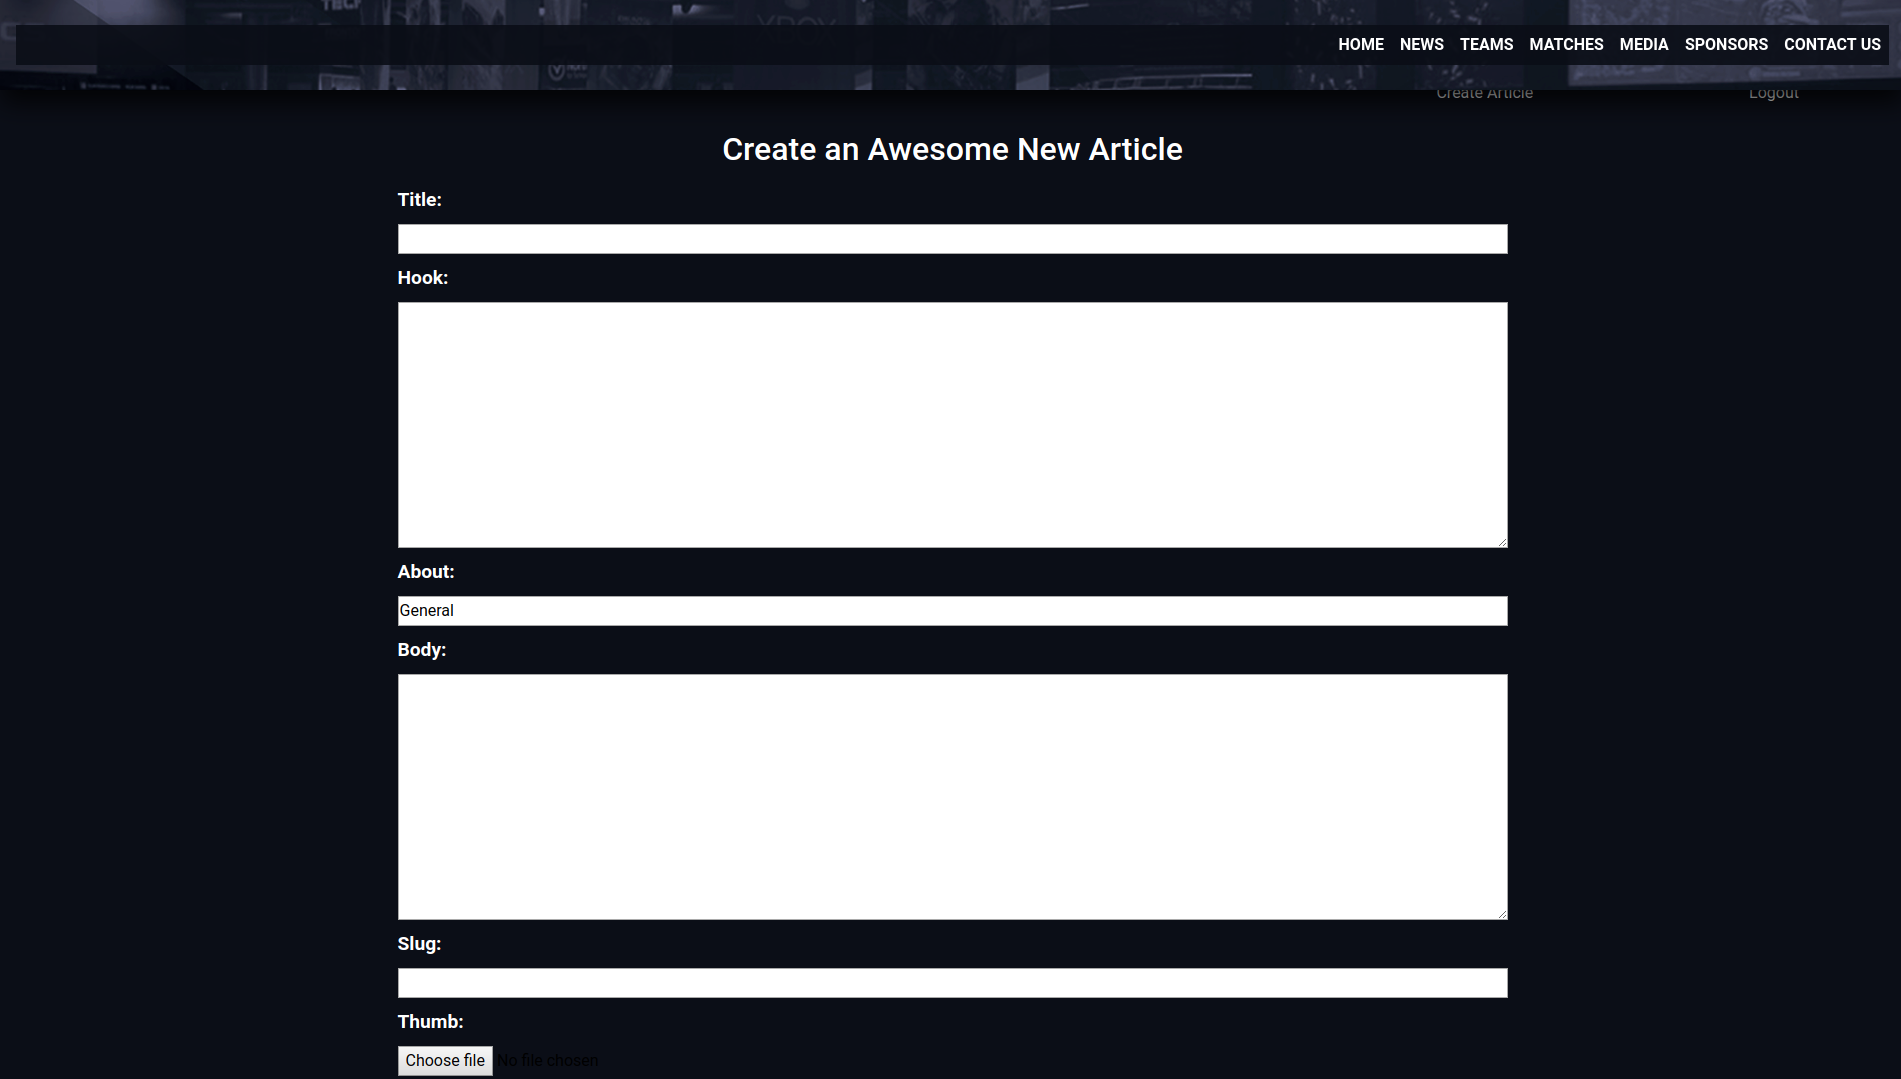 HOME NEWS TEAMS MATCHES MEDIA SPONSORS CONTACT US
Create Article Logout
Create an Awesome New Article
Title:
Hook:
About:
General
Body:
Slug:
Thumb:
Choose file No file chosen